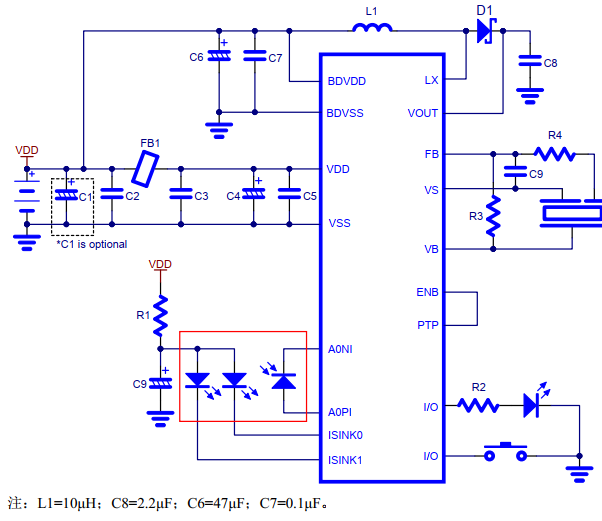 L1
D1
C6
+
C7
BDVDD
LX
C8
BDVSS
VOUT
VDD
FB1
FB
R4
+
+
C1
C2
C3
C4
+
C5
VDD
VS
C9
R3
*C1 is optional
VSS
VB
VDD
ENB
R1
PTP
A0NI
C9
+
R2
A0PI
I/O
ISINK0
ISINK1
I/O
注：L1=10μH；C8=2.2μF；C6=47μF；C7=0.1μF。